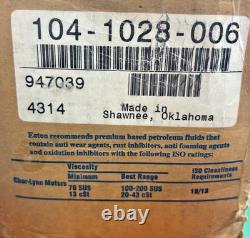 104-1028-006
947039
4314
Made in
Shawnee, Oklahoma
Eaton recommends premium based petroleum fluids that
contain anti wear agents, rust inhibitors, anti foaming agents
and oxidation inhibitors with the following ISO ratings:
Viscosity
ISO Cleanliness
Minimum Best Range Requirements
Char-Lynn Motors 70 SUS 100-200 SUS 18/13
13 cSt 20-43 cSt